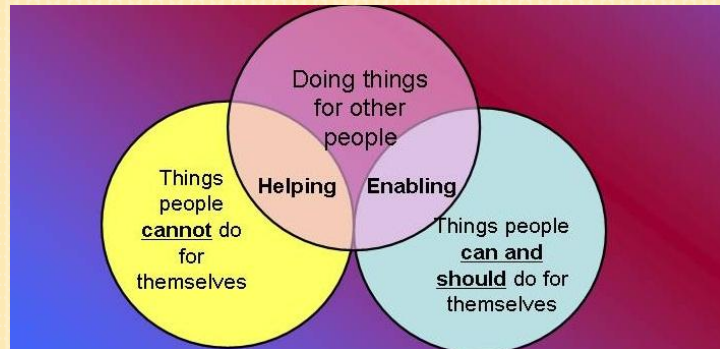 Doing things
for other
people
Helping
Enabling
Things
people
cannot do
for
themselves
Things people
can and
should do for
themselves